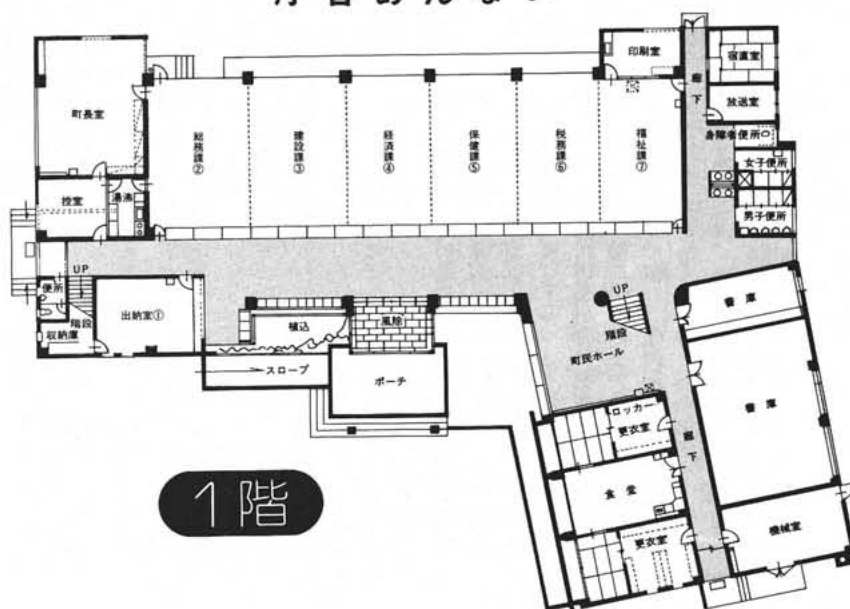 印刷室
廊下
宿直室
放送室
身障者便所
女子便所
男子便所
町長室
総務課②
建設課③
経済課④
保健課⑤
税務課⑥
福祉課⑦
控室
湯沸
UP
便所
階段
収納庫
出納室①
植込
風除
スロープ
ポーチ
UP
階段
町民ホール
書庫
書庫
ロッカー
更衣室
食堂
廊下
更衣室
機械室
1階